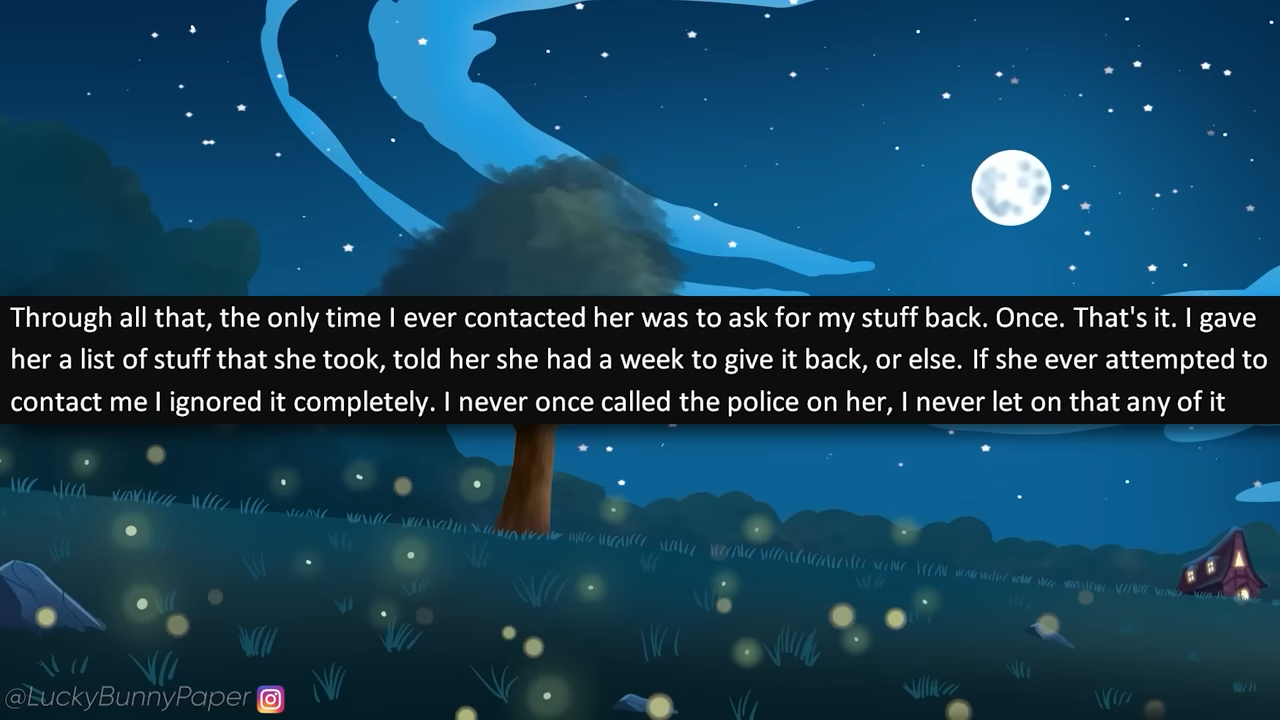 Through all that, the only time I ever contacted her was to ask for my stuff back. Once. That's it. I gave
her a list of stuff that she took, told her she had a week to give it back, or else. If she ever attempted to
contact me I ignored it completely. I never once called the police on her, I never let on that any of it
@LuckyBunnyPaper